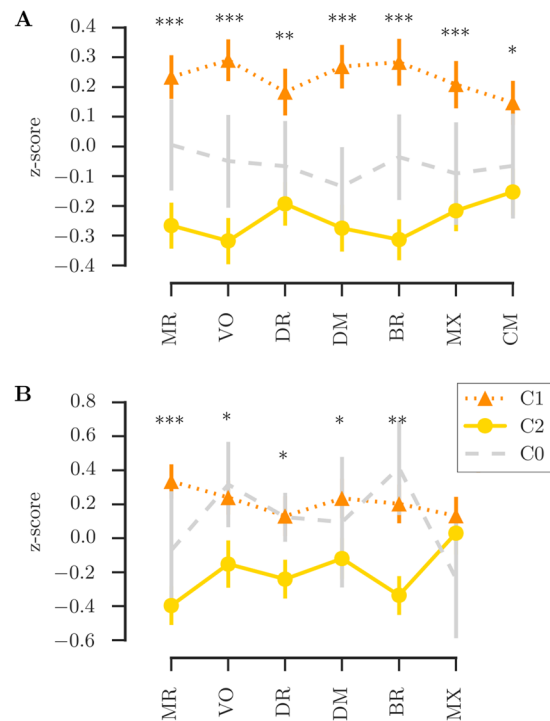 A
*** *** ** *** *** *** *
0.4
0.3
0.2
0.1
0.0
−0.1
−0.2
−0.3
−0.4
z-score
MR VO DR DM BR MX CM
B
*** * * * **
0.8
0.6
0.4
0.2
0.0
−0.2
−0.4
−0.6
z-score
C1
C2
C0
MR VO DR DM BR MX